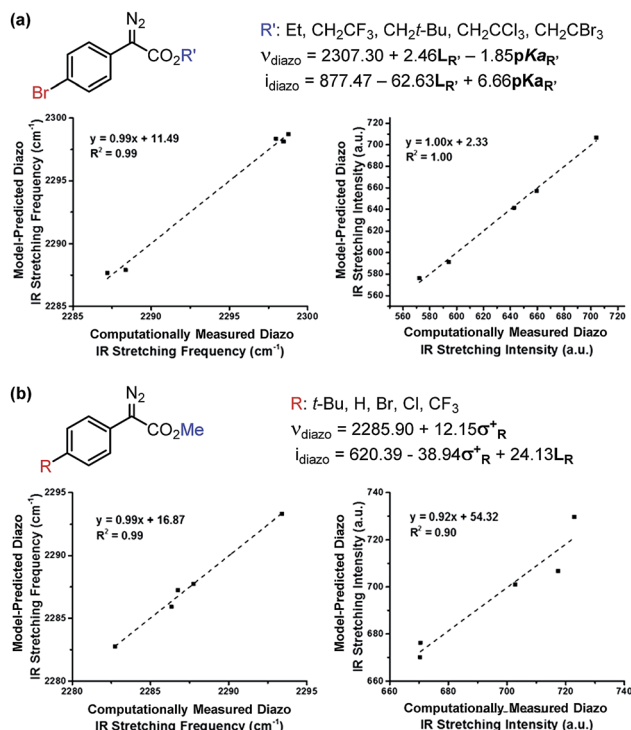 (a)
N₂
CO₂R'
Br
R': Et, CH₂CF₃, CH₂t-Bu, CH₂CCl₃, CH₂CBr₃
νdiazo = 2307.30 + 2.46LR' – 1.85pKaR'
idiazo = 877.47 – 62.63LR' + 6.66pKaR'
Model-Predicted Diazo
IR Stretching Frequency (cm⁻¹)
2300
2295
2290
2285
y = 0.99x + 11.49
R² = 0.99
2285 2290 2295 2300
Computationally Measured Diazo
IR Stretching Frequency (cm⁻¹)
Model-Predicted Diazo
IR Stretching Intensity (a.u.)
720
700
680
660
640
620
600
580
560
y = 1.00x + 2.33
R² = 1.00
560 580 600 620 640 660 680 700 720
Computationally Measured Diazo
IR Stretching Intensity (a.u.)
(b)
N₂
CO₂Me
R
R: t-Bu, H, Br, Cl, CF₃
νdiazo = 2285.90 + 12.15σ⁺R
idiazo = 620.39 - 38.94σ⁺R + 24.13LR
Model-Predicted Diazo
IR Stretching Frequency (cm⁻¹)
2295
2290
2285
2280
y = 0.99x + 16.87
R² = 0.99
2280 2285 2290 2295
Computationally Measured Diazo
IR Stretching Frequency (cm⁻¹)
Model-Predicted Diazo
IR Stretching Intensity (a.u.)
740
720
700
680
660
y = 0.92x + 54.32
R² = 0.90
660 680 700 720 740
Computationally Measured Diazo
IR Stretching Intensity (a.u.)